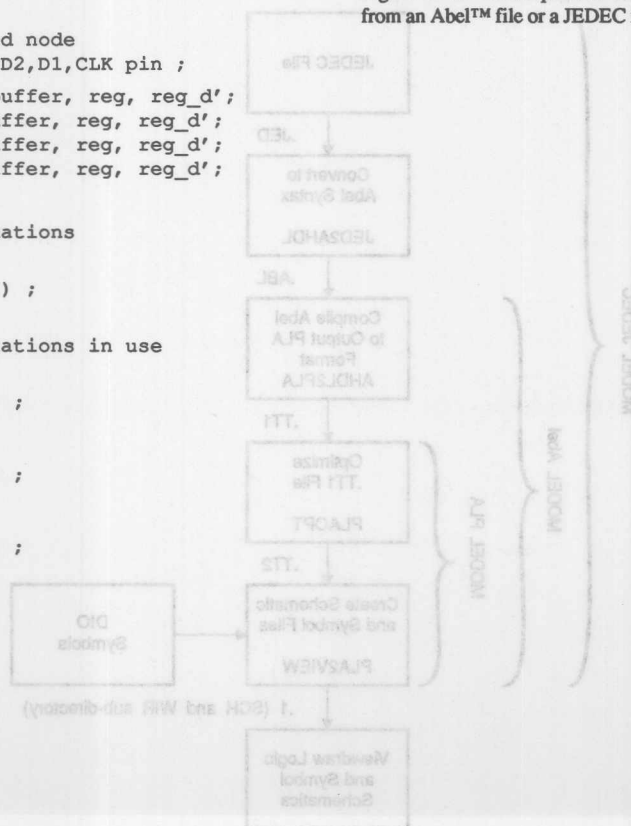 from an Abel™ file or a JEDEC
d node
D2,D1,CLK pin ;
uffer, reg, reg_d';
ffer, reg, reg_d';
ffer, reg, reg_d';
ffer, reg, reg_d';
ations
) ;
ations in use
;
;
;
JEDEC File
.JED
Convert to
Abel Syntax
JED2AHDL
.ABL
Compile Abel
to Output PLA
Format
AHDL2PLA
.TT1
Optimize
.TT1 File
PLAOPT
.TT2
Create Schematic
and Symbol Files
PLA2VIEW
Symbols
.1 (SCH and WIR sub-directory)
Viewdraw Logic
and Symbol
Schematics
MODEL PLA
MODEL Abel
MODEL JEDEC